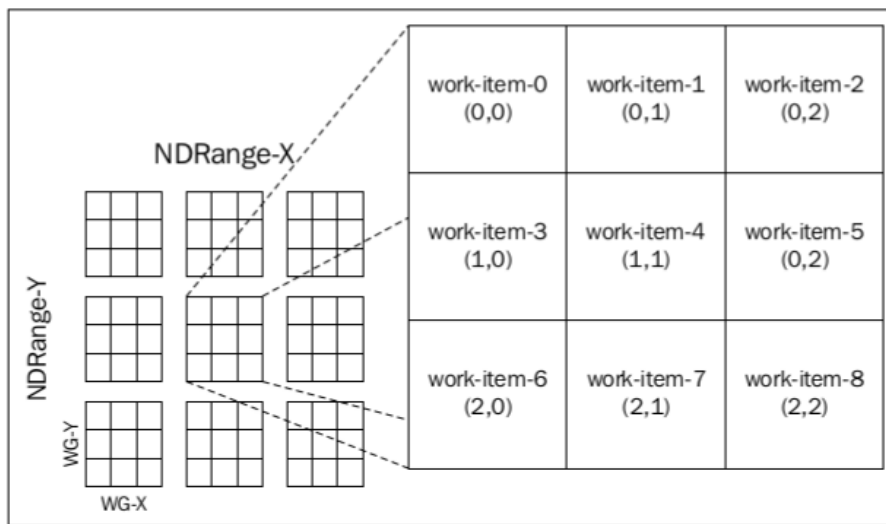 NDRange-X
NDRange-Y
WG-Y
WG-X
work-item-0
(0,0)
work-item-1
(0,1)
work-item-2
(0,2)
work-item-3
(1,0)
work-item-4
(1,1)
work-item-5
(0,2)
work-item-6
(2,0)
work-item-7
(2,1)
work-item-8
(2,2)